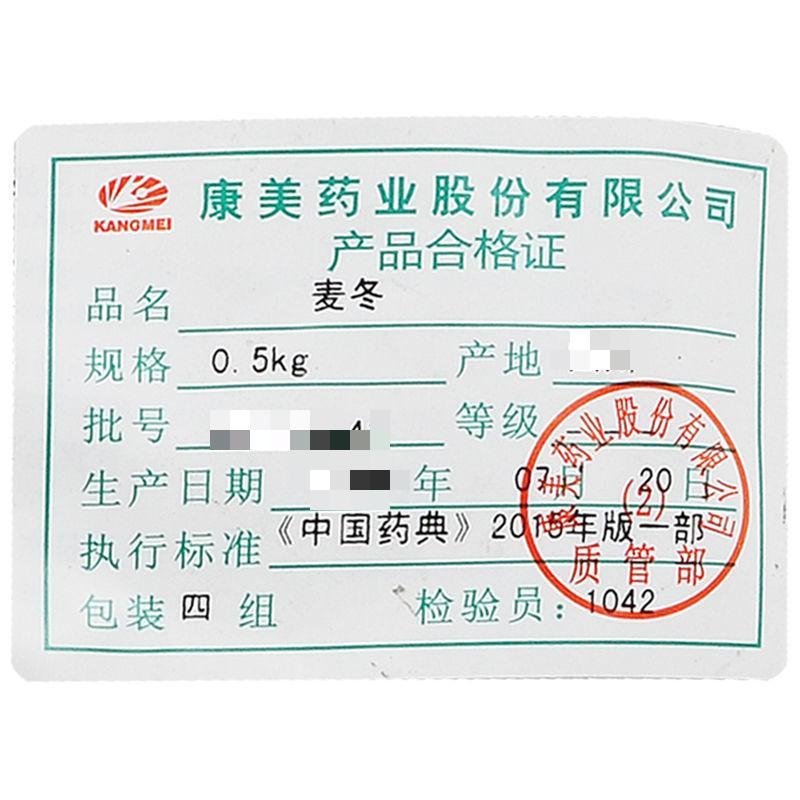 KANGMEI
康美药业股份有限公司
产品合格证
品名 麦冬
规格 0.5kg 产地
批号 4 等级
生产日期 年 07月 20日
执行标准 《中国药典》2015年版一部
包装 四 组 检验员：1042
康美药业股份有限公司
(2)
质管部